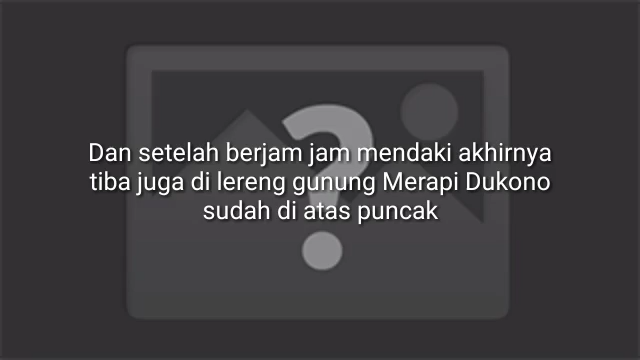 Dan setelah berjam jam mendaki akhirnya
tiba juga di lereng gunung Merapi Dukono
sudah di atas puncak